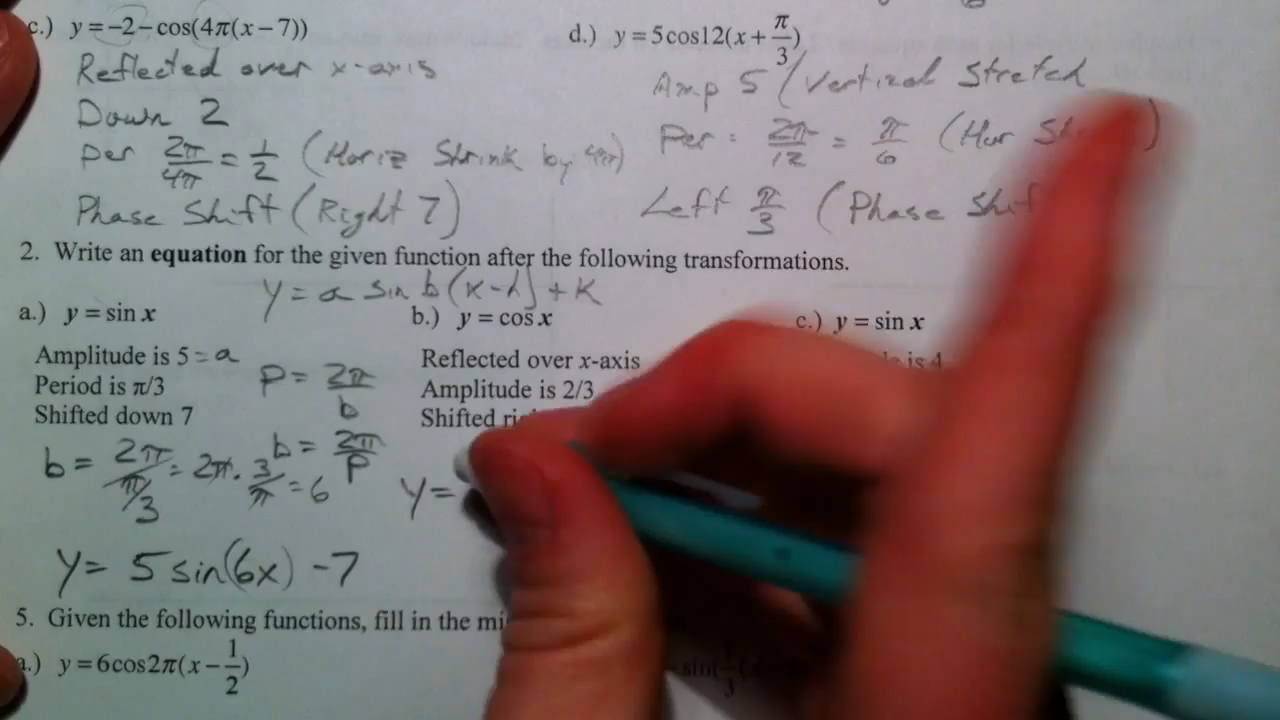 c.) y = −2 − cos(4π(x − 7))
Reflected over x-axis
Down 2
Per 2π/4π = 1/2 (Horiz Shrink by 4π)
Phase Shift (Right 7)
d.) y = 5cos12(x + π/3)
Amp 5 / Vertical Stretch
Per: 2π/12 = π/6 (Hor
Left π/3 (Phase Shift
2. Write an equation for the given function after the following transformations.
y = a sin b(x-h) + K
a.) y = sin x
Amplitude is 5 = a
Period is π/3
Shifted down 7
P = 2π/b
b = 2π/P
b = 2π/π/3 = 2π · 3/π = 6
y = 5 sin(6x) - 7
b.) y = cos x
Reflected over x-axis
Amplitude is 2/3
Shifted
y =
c.) y = sin x
is 4
5. Given the following functions, fill in the
a.) y = 6cos2π(x − 1/2)